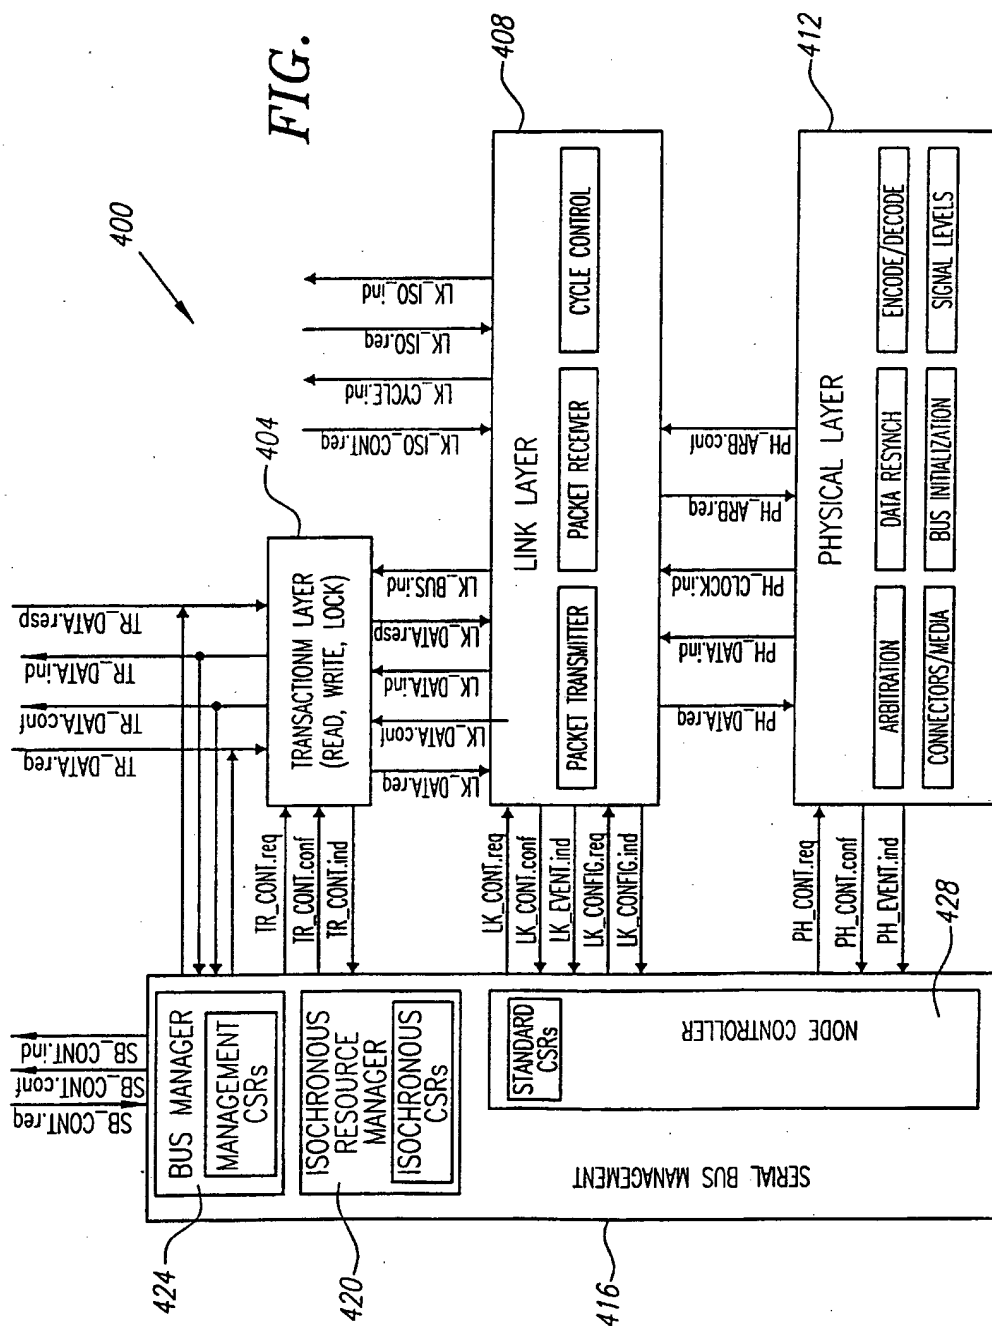 FIG.
400
SB_CONT.req
SB_CONT.conf
SB_CONT.ind
TR_DATA.req
TR_DATA.conf
TR_DATA.ind
TR_DATA.resp
424
BUS MANAGER
MANAGEMENT
CSRs
420
ISOCHRONOUS
RESOURCE
MANAGER
ISOCHRONOUS
CSRs
416
SERIAL BUS MANAGEMENT
STANDARD
CSRs
NODE CONTROLLER
428
TR_CONT.req
TR_CONT.conf
TR_CONT.ind
404
TRANSACTIONM LAYER
(READ, WRITE, LOCK)
LK_DATA.req
LK_DATA.conf
LK_DATA.ind
LK_DATA.resp
LK_BUS.ind
LK_ISO_CONT.req
LK_CYCLE.ind
LK_ISO.req
LK_ISO_ind
LK_CONT.req
LK_CONT.conf
LK_EVENT.ind
LK_CONFIG.req
LK_CONFIG.ind
408
LINK LAYER
PACKET TRANSMITTER
PACKET RECEIVER
CYCLE CONTROL
PH_DATA.req
PH_DATA.ind
PH_CLOCK.ind
PH_ARB.req
PH_ARB.conf
PH_CONT.req
PH_CONT.conf
PH_EVENT.ind
412
PHYSICAL LAYER
ARBITRATION
DATA RESYNCH
ENCODE/DECODE
CONNECTORS/MEDIA
BUS INITIALIZATION
SIGNAL LEVELS